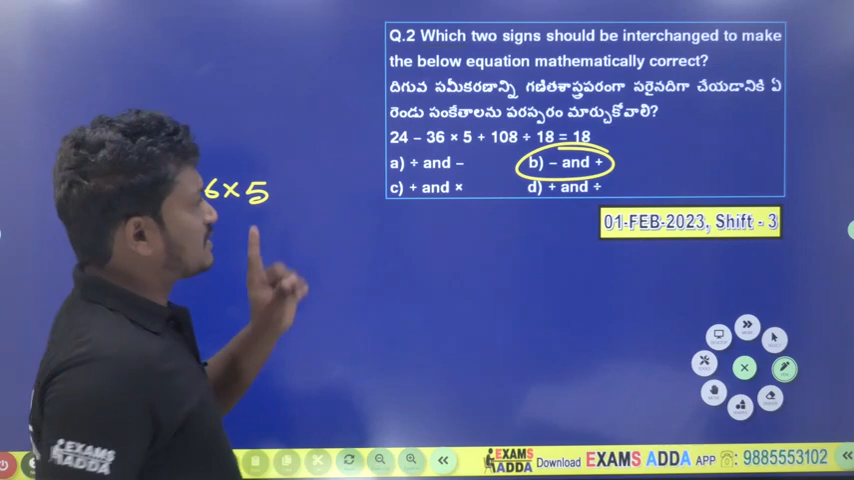 Q.2 Which two signs should be interchanged to make
the below equation mathematically correct?
దిగువ సమీకరణాన్ని గణితశాస్త్రపరంగా సరైనదిగా చేయడానికి ఏ
రెండు సంకేతాలను పరస్పరం మార్చుకోవాలి?
24 – 36 × 5 + 108 ÷ 18 = 18
a) ÷ and –
b) – and +
c) + and ×
d) + and ÷
6 × 5
01-FEB-2023, Shift - 3
EXAMS
ADDA
EXAMS
ADDA
Download EXAMS ADDA APP ☏: 9885553102